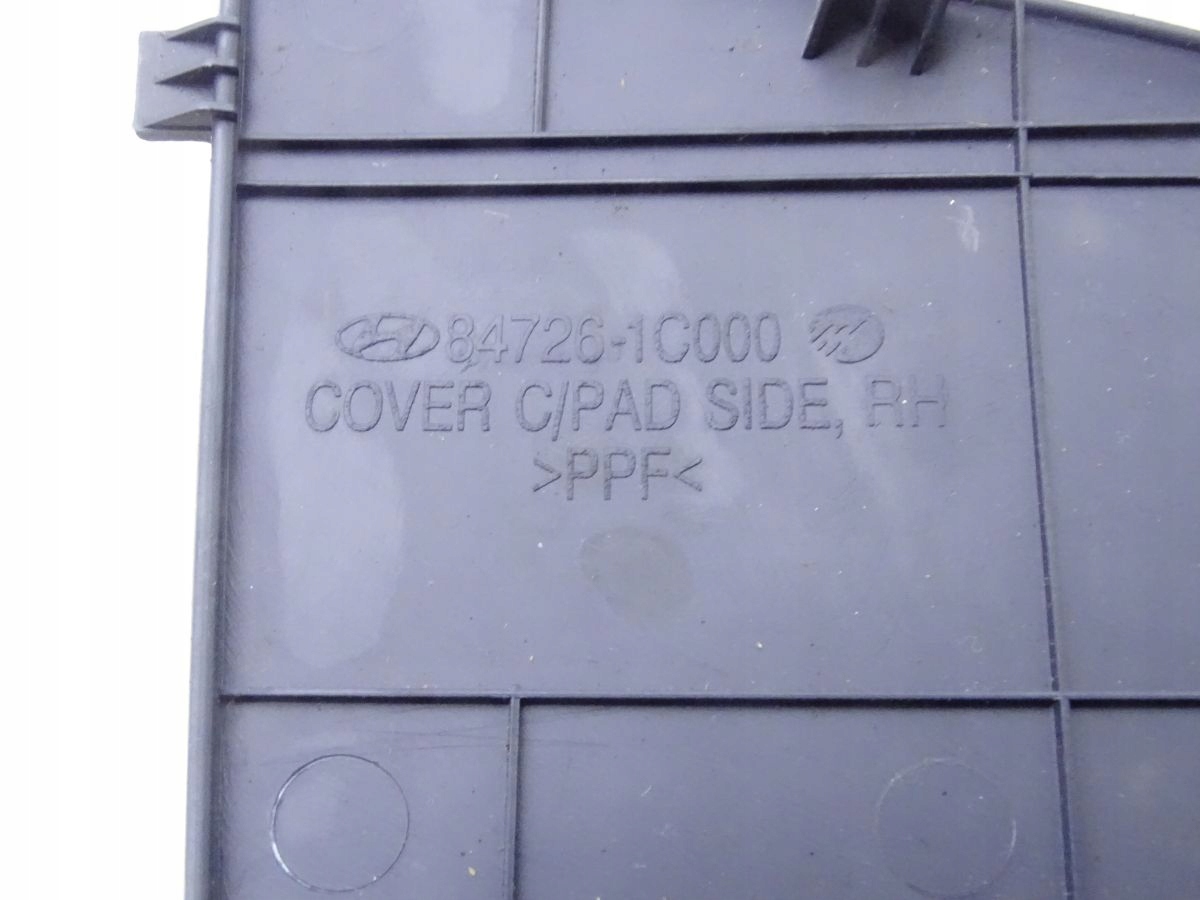 84726-1C000
COVER C/PAD SIDE, RH
>PPF<